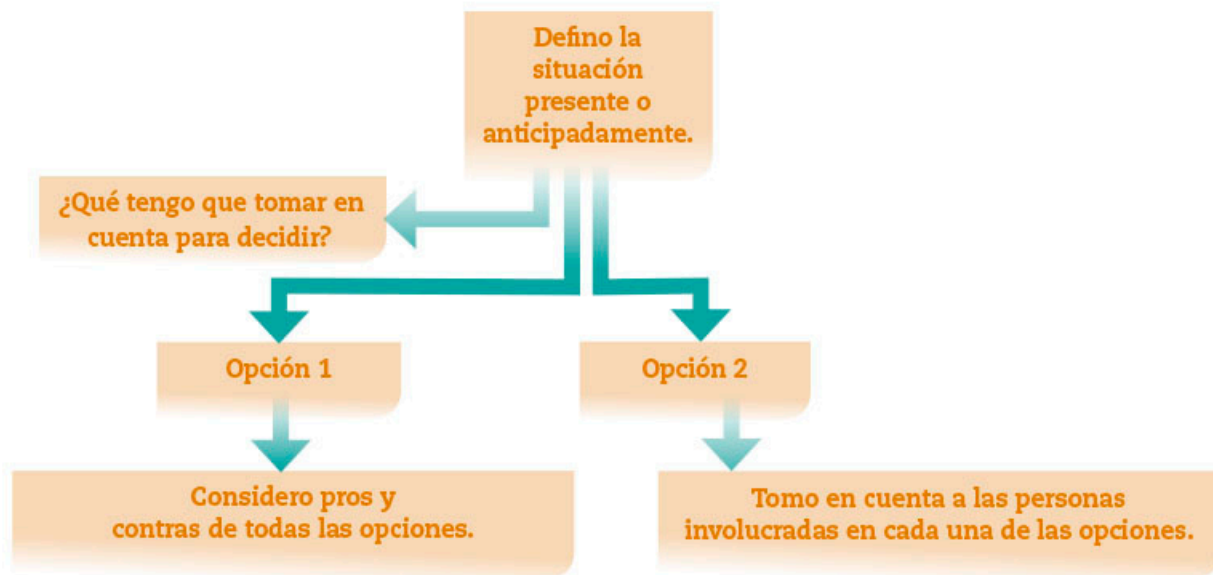 Defino la
situación
presente o
anticipadamente.
¿Qué tengo que tomar en
cuenta para decidir?
Opción 1
Opción 2
Considero pros y
contras de todas las opciones.
Tomo en cuenta a las personas
involucradas en cada una de las opciones.